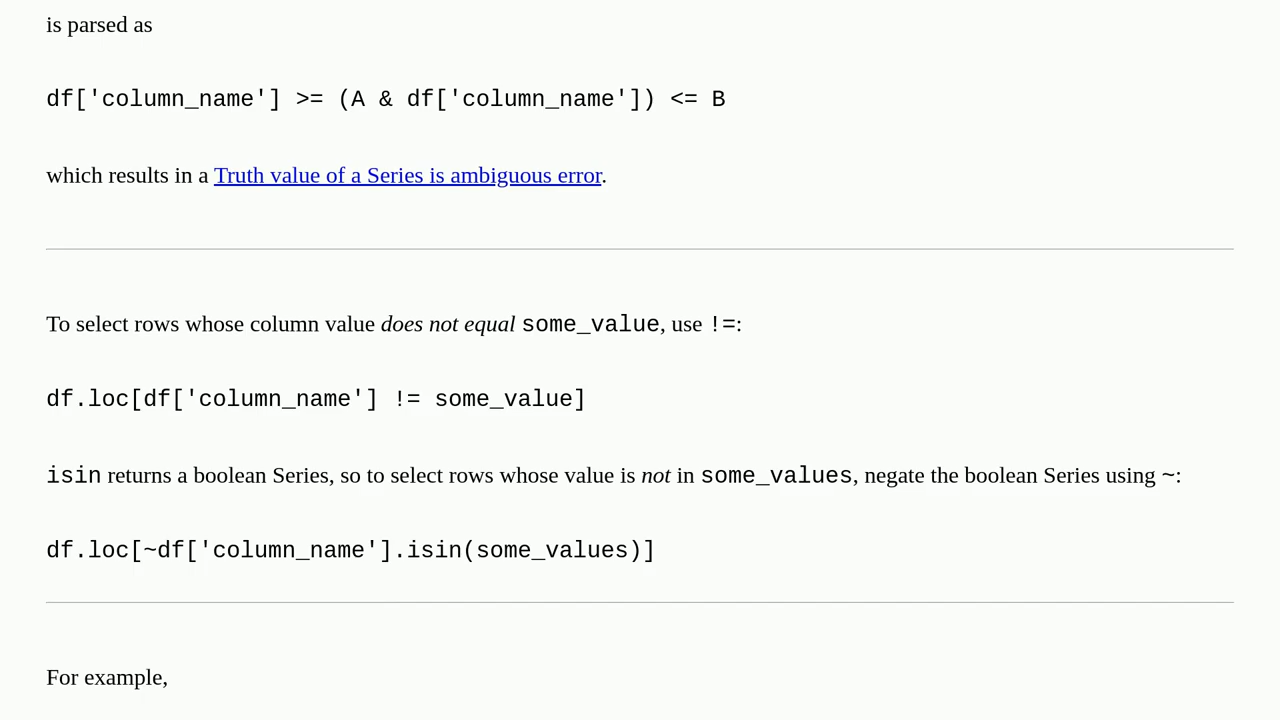 is parsed as
df['column_name'] >= (A & df['column_name']) <= B
which results in a Truth value of a Series is ambiguous error.
To select rows whose column value does not equal some_value, use !=:
df.loc[df['column_name'] != some_value]
isin returns a boolean Series, so to select rows whose value is not in some_values, negate the boolean Series using ~:
df.loc[~df['column_name'].isin(some_values)]
For example,